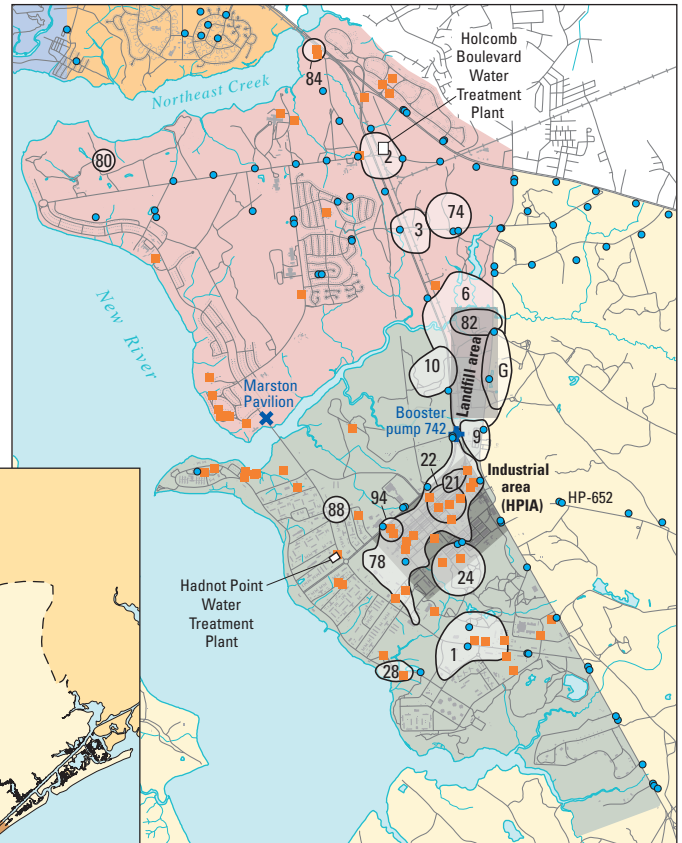 Holcomb
Boulevard
Water
Treatment
Plant
84
Northeast Creek
2
80
74
3
6
82
Landfill area
G
10
New River
Marston
Pavilion
Booster
pump 742
9
22
21
Industrial
area
(HPIA)
HP-652
94
88
78
24
Hadnot Point
Water
Treatment
Plant
1
28